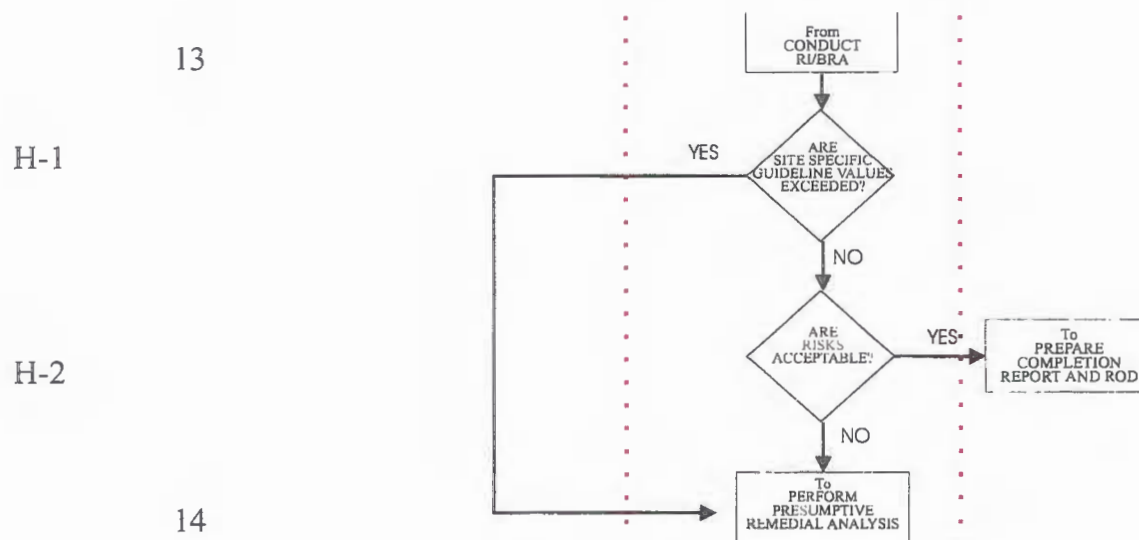 13
From
CONDUCT
RI/BRA
H-1
YES
ARE
SITE SPECIFIC
GUIDELINE VALUES
EXCEEDED?
NO
H-2
ARE
RISKS
ACCEPTABLE?
YES
To
PREPARE
COMPLETION
REPORT AND ROD
NO
14
To
PERFORM
PRESUMPTIVE
REMEDIAL ANALYSIS